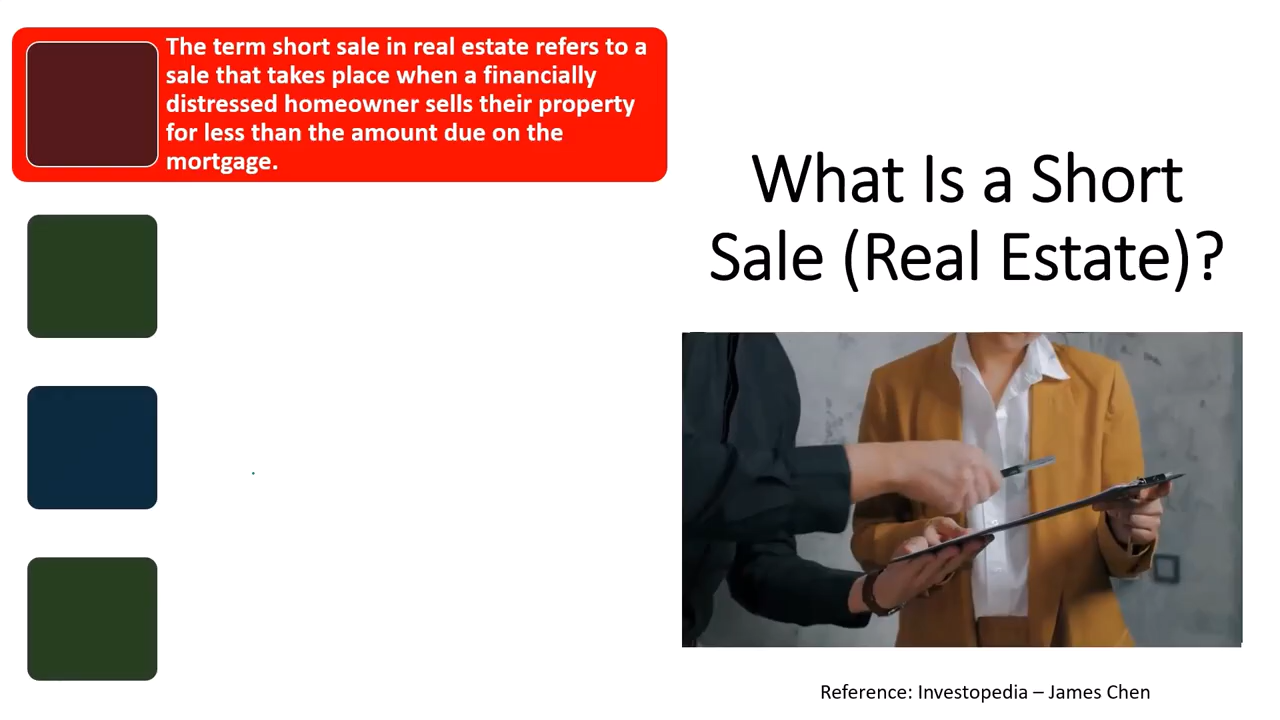 The term short sale in real estate refers to a
sale that takes place when a financially
distressed homeowner sells their property
for less than the amount due on the
mortgage.
What Is a Short
Sale (Real Estate)?
Reference: Investopedia – James Chen